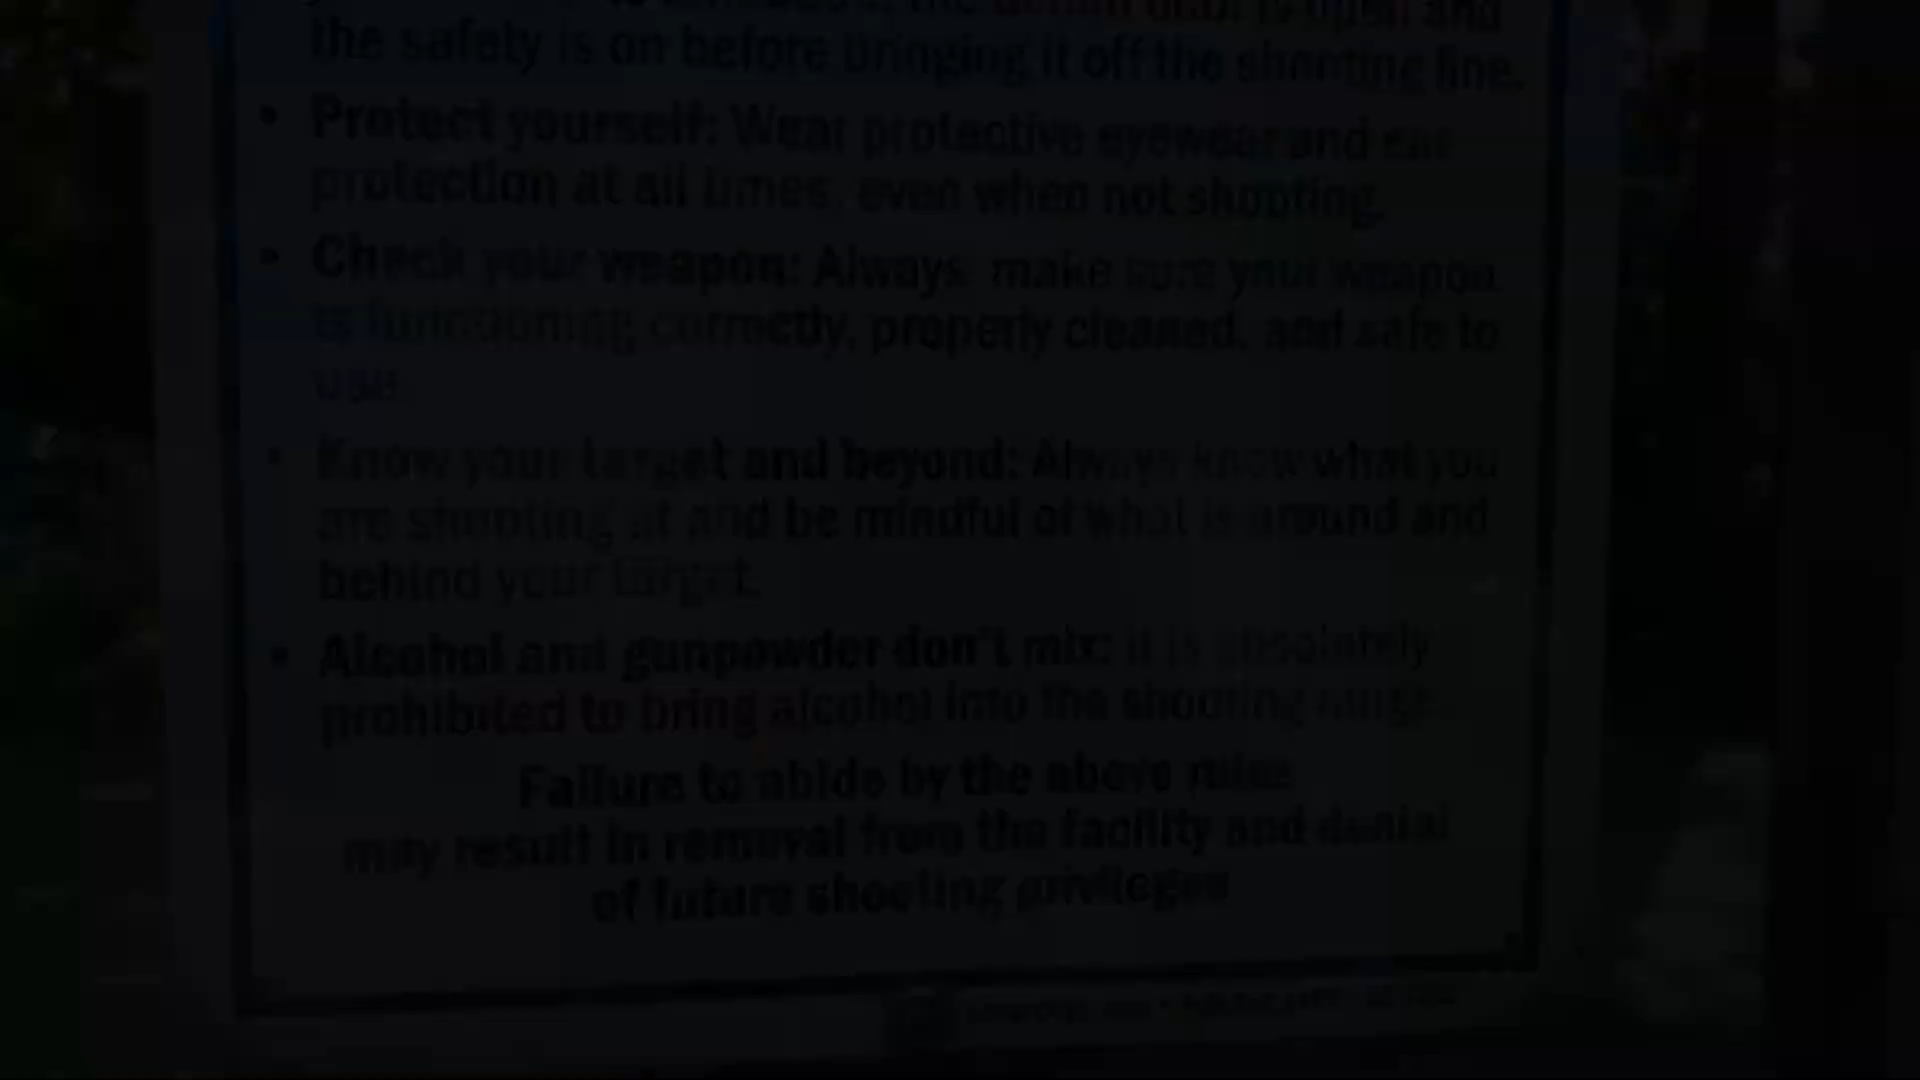 the safety is on before bringing it off the shooting line.
• Protect yourself: Wear protective eyewear and ear
protection at all times, even when not shooting.
• Check your weapon: Always make sure your weapon
is functioning correctly, properly cleaned, and safe to
use.
• Know your target and beyond: Always know what you
are shooting at and be mindful of what is around and
behind your target.
• Alcohol and gunpowder don't mix: it is absolutely
prohibited to bring alcohol into the shooting range.
Failure to abide by the above rules
may result in removal from the facility and denial
of future shooting privileges